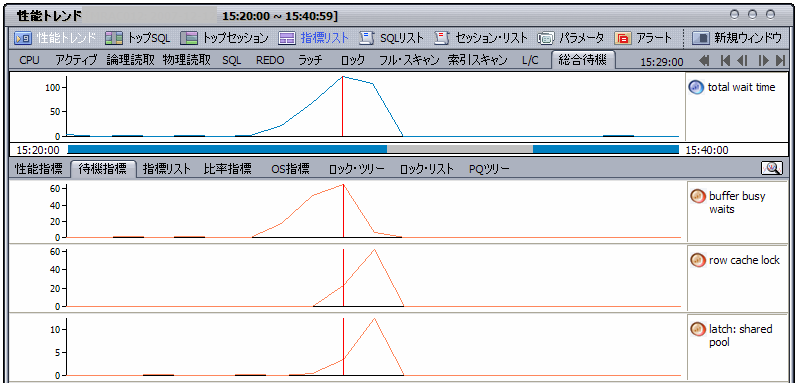 性能トレンド 15:20:00 ~ 15:40:59]
性能トレンド トップSQL トップセッション 指標リスト SQLリスト セッション・リスト パラメータ アラート 新規ウィンドウ
CPU アクティブ 論理読取 物理読取 SQL REDO ラッチ ロック フル・スキャン 索引スキャン L/C 総合待機 15:29:00
100
50
0
total wait time
15:20:00 15:40:00
性能指標 待機指標 指標リスト 比率指標 OS指標 ロック・ツリー ロック・リスト PQツリー
60
40
20
0
buffer busy
waits
60
40
20
0
row cache lock
10
5
0
latch: shared
pool